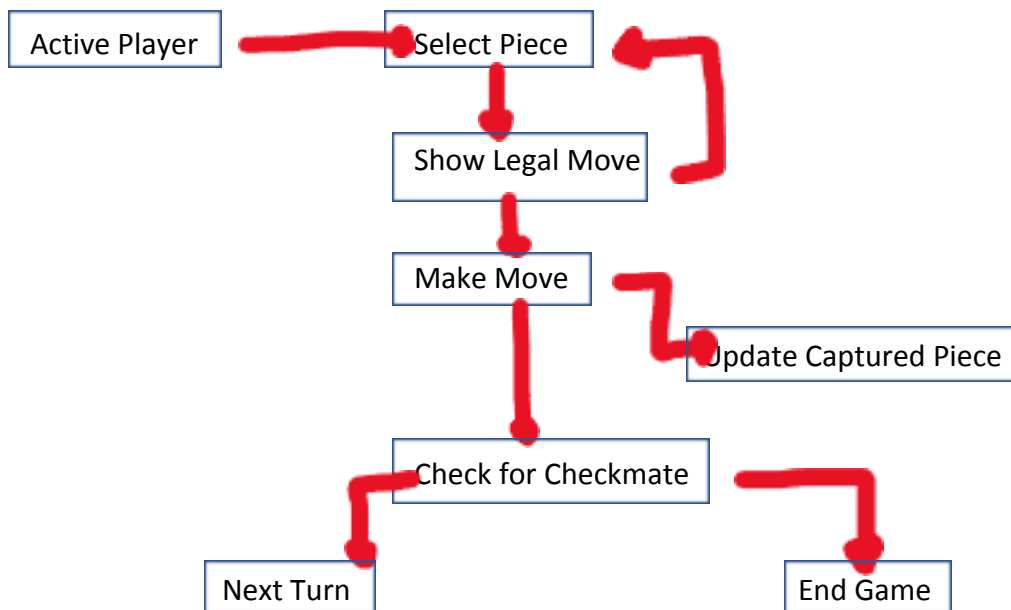 Active Player
Select Piece
Show Legal Move
Make Move
Update Captured Piece
Check for Checkmate
Next Turn
End Game